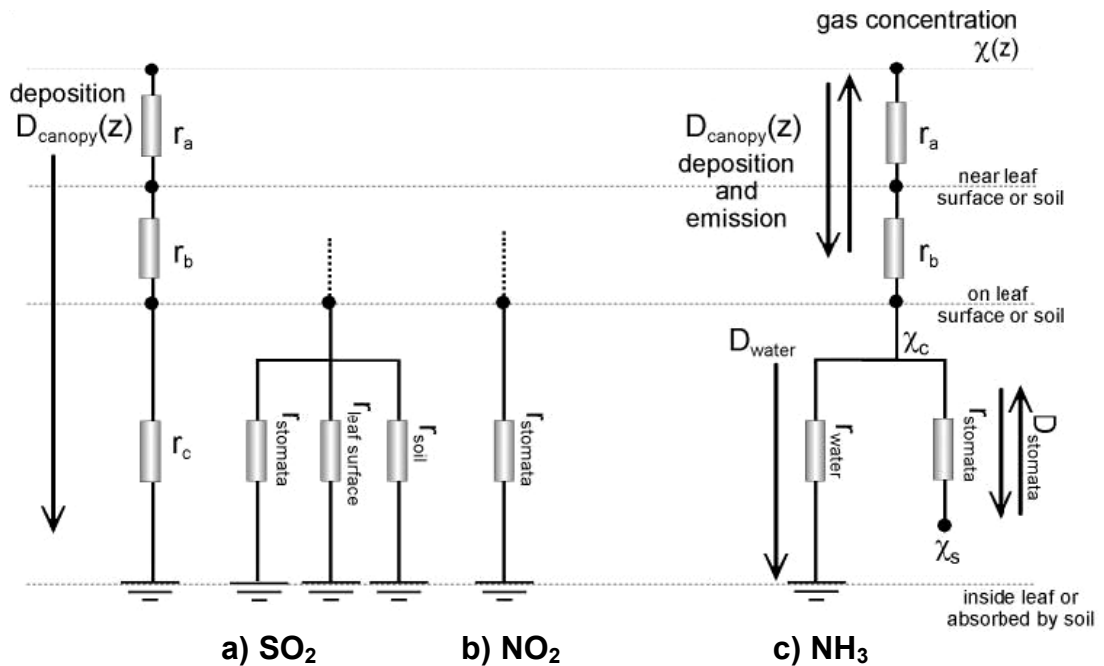 gas concentration
χ(z)
deposition
D_canopy(z)
r_a
r_b
r_c
r_stomata
r_leaf surface
r_soil
r_stomata
D_canopy(z)
deposition
and
emission
r_a
near leaf
surface or soil
r_b
on leaf
surface or soil
χ_c
D_water
r_water
r_stomata
D_stomata
χ_s
inside leaf or
absorbed by soil
a) SO₂
b) NO₂
c) NH₃